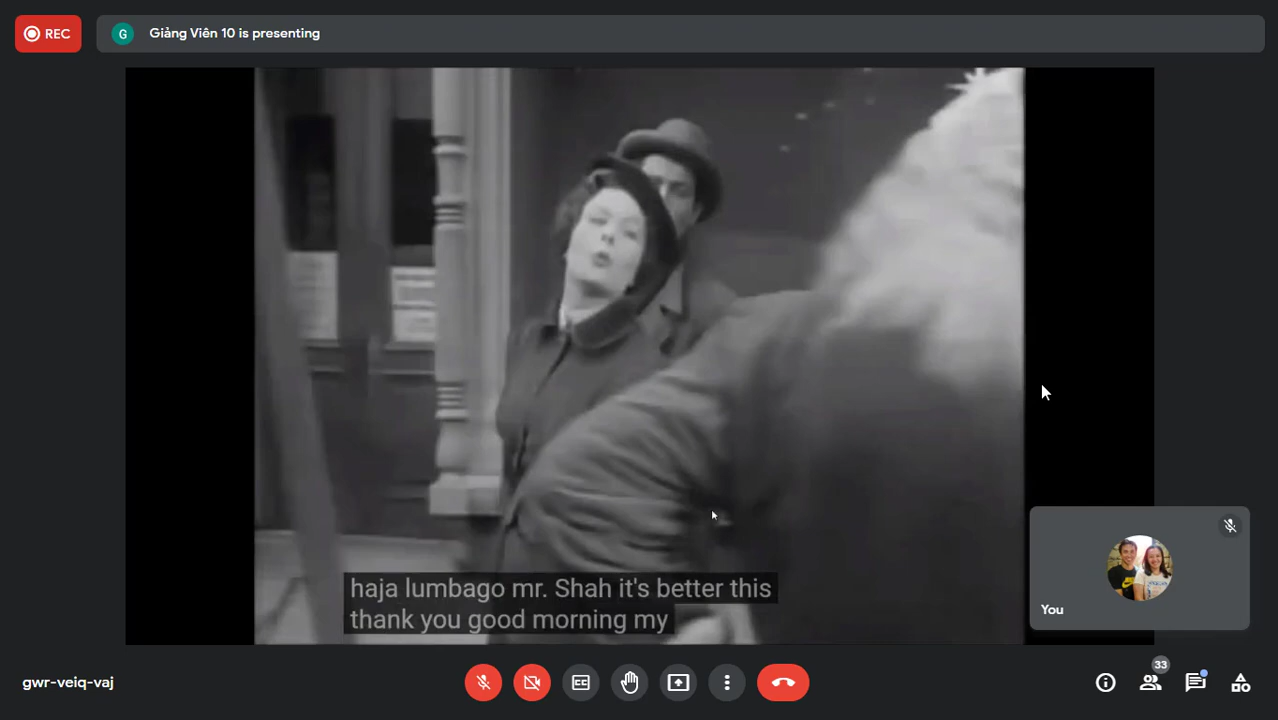 REC
G
Giảng Viên 10 is presenting
haja lumbago mr. Shah it's better this
thank you good morning my
You
gwr-veiq-vaj
CC
33